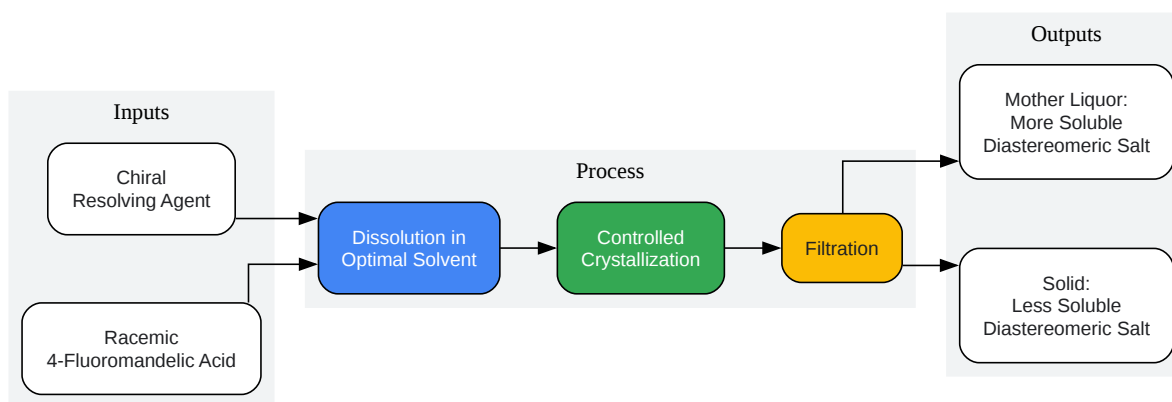 Inputs
Chiral
Resolving Agent
Racemic
4-Fluoromandelic Acid
Process
Dissolution in
Optimal Solvent
Controlled
Crystallization
Filtration
Outputs
Mother Liquor:
More Soluble
Diastereomeric Salt
Solid:
Less Soluble
Diastereomeric Salt